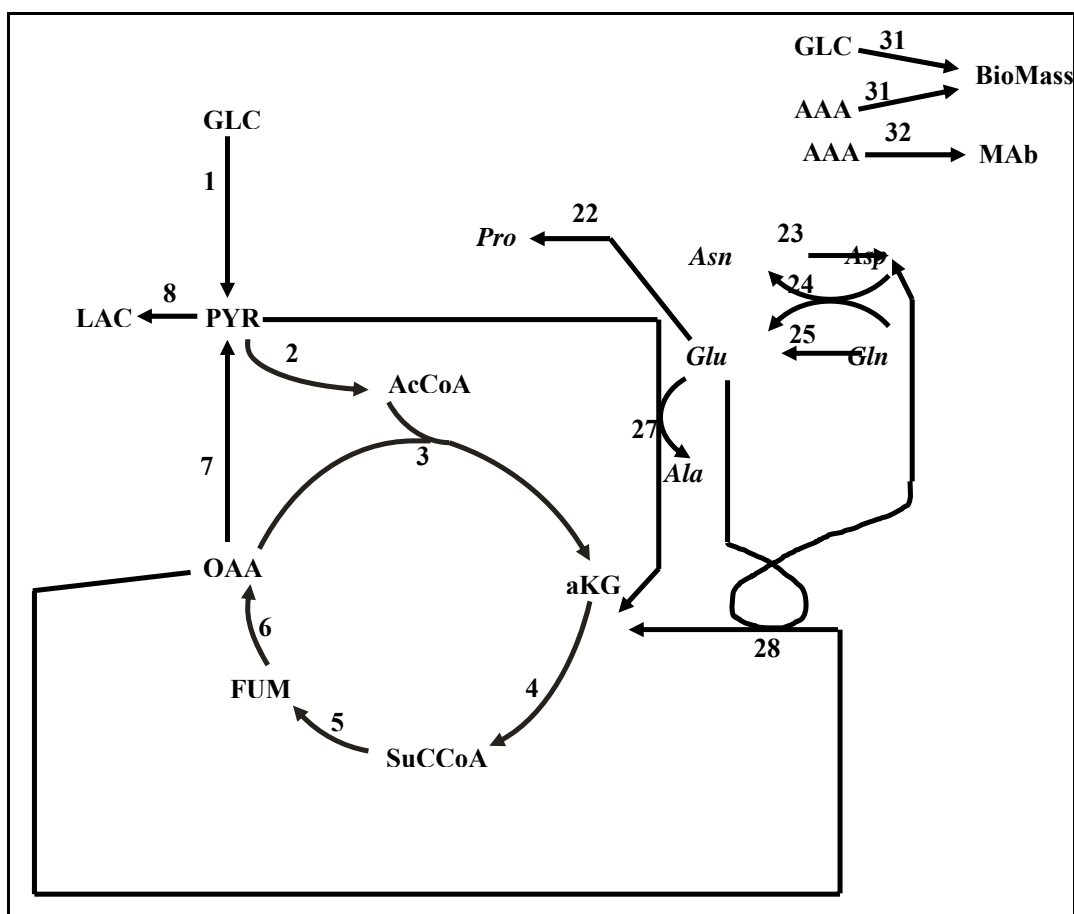 GLC
31
BioMass
31
AAA
AAA
32
MAb
GLC
1
22
Pro
Asn
23
Asp
24
LAC
8
PYR
2
25
Glu
Gln
AcCoA
27
3
7
Ala
OAA
aKG
6
28
FUM
4
5
SuCCoA